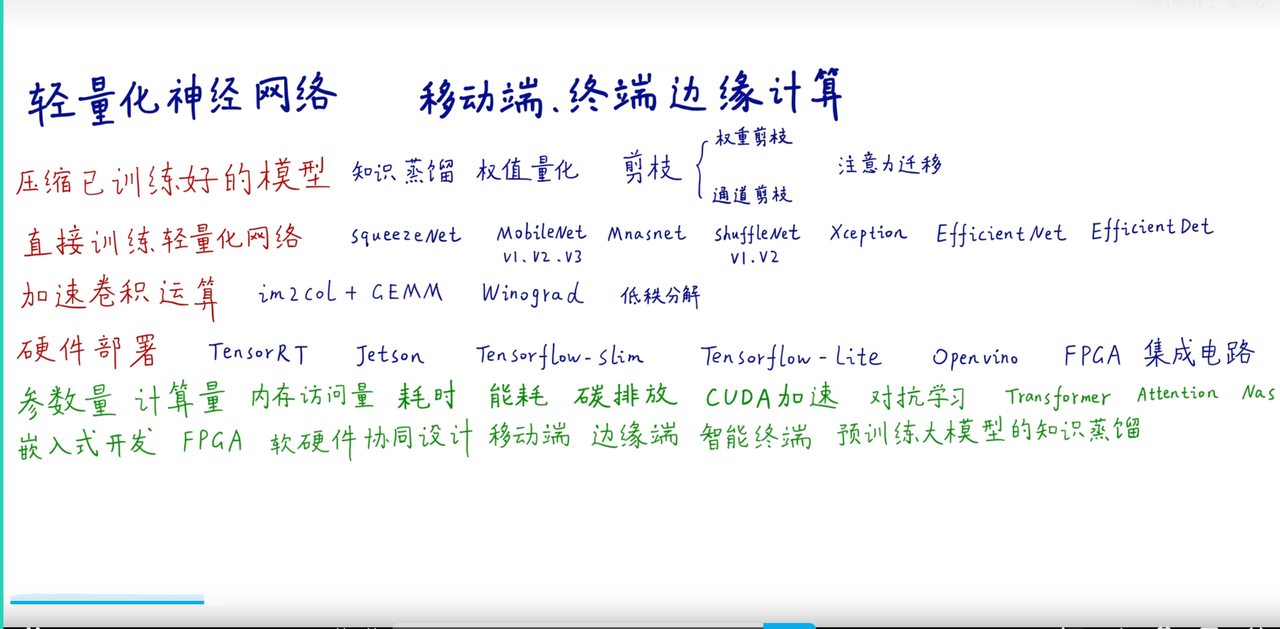 轻量化神经网络 移动端、终端边缘计算
压缩已训练好的模型 知识蒸馏 权值量化 剪枝 { 权重剪枝 通道剪枝 注意力迁移
直接训练轻量化网络 squeezeNet MobileNet Mnasnet shuffleNet Xception EfficientNet EfficientDet
V1.V2.V3 V1.V2
加速卷积运算 im2col + GEMM Winograd 低秩分解
硬件部署 TensorRT Jetson Tensorflow-slim Tensorflow-Lite Openvino FPGA 集成电路
参数量 计算量 内存访问量 耗时 能耗 碳排放 CUDA加速 对抗学习 Transformer Attention Nas
嵌入式开发 FPGA 软硬件协同设计 移动端 边缘端 智能终端 预训练大模型的知识蒸馏